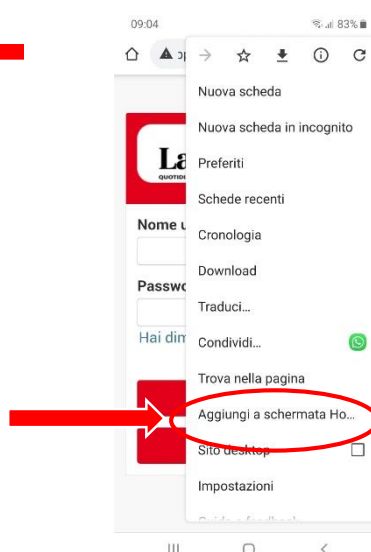 09:04
83%
Nuova scheda
Nuova scheda in incognito
Preferiti
La
Schede recenti
Nome u
Cronologia
Download
Passwo
Traduci...
Hai dim
Condividi...
Trova nella pagina
Aggiungi a schermata Ho...
Sito desktop
Impostazioni